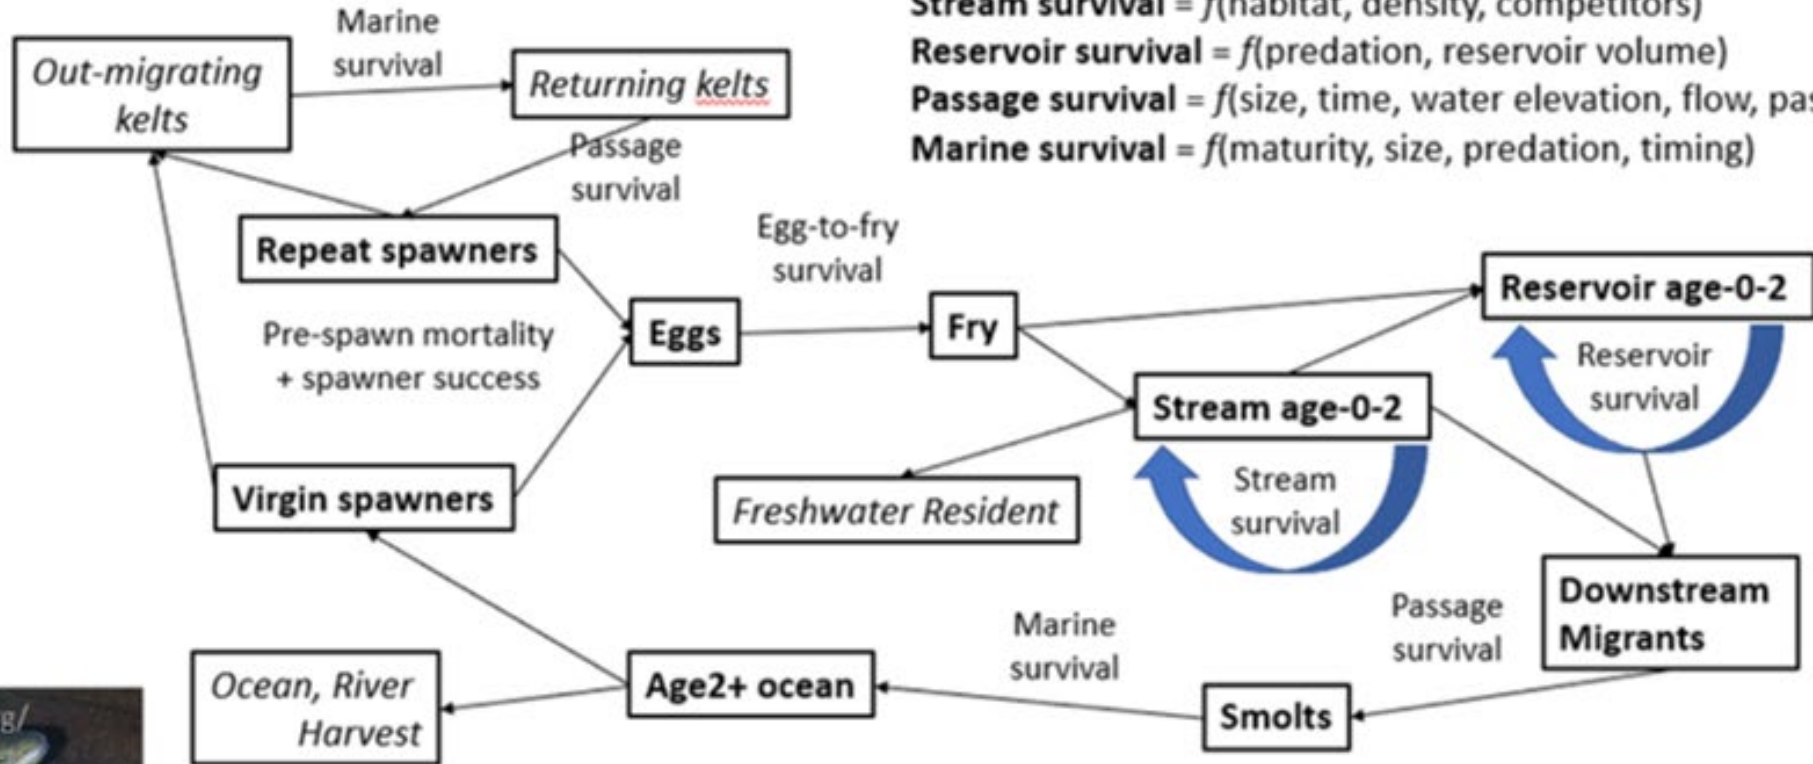 Stream survival = f(habitat, density, competitors)
Reservoir survival = f(predation, reservoir volume)
Passage survival = f(size, time, water elevation, flow, pas
Marine survival = f(maturity, size, predation, timing)
Out-migrating
kelts
Marine
survival
Returning kelts
Passage
survival
Repeat spawners
Egg-to-fry
survival
Pre-spawn mortality
+ spawner success
Eggs
Fry
Reservoir age-0-2
Reservoir
survival
Stream age-0-2
Stream
survival
Virgin spawners
Freshwater Resident
Downstream
Migrants
Passage
survival
Marine
survival
Smolts
Age2+ ocean
Ocean, River
Harvest
g/